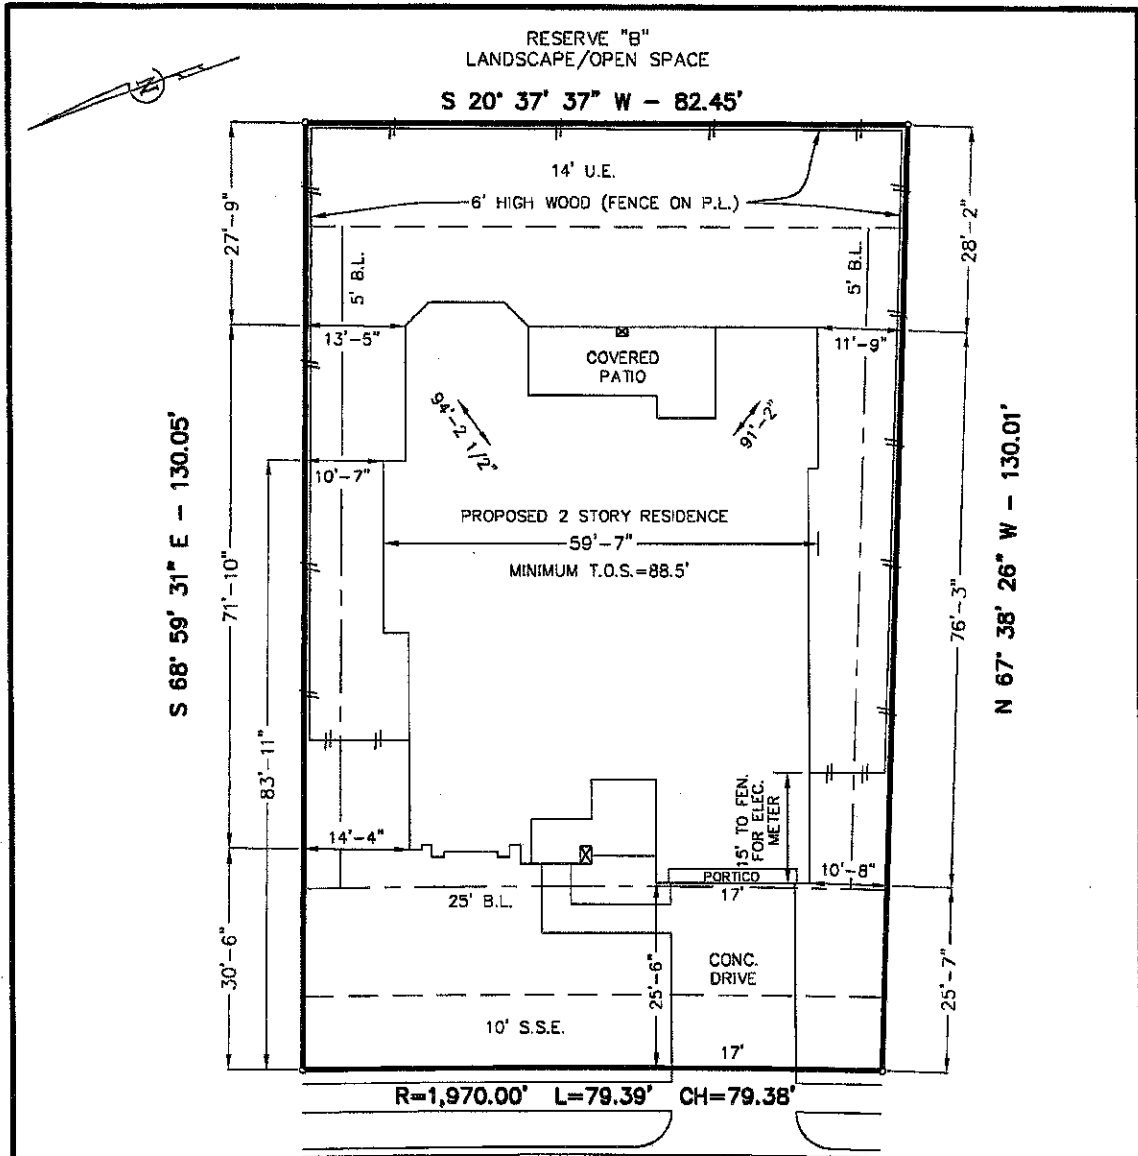 RESERVE "B"
LANDSCAPE/OPEN SPACE
N
S 20° 37' 37" W - 82.45'
14' U.E.
6' HIGH WOOD (FENCE ON P.L.)
27'-9"
28'-2"
5' B.L.
5' B.L.
13'-5"
11'-9"
COVERED
PATIO
94'-2 1/2"
91'-2"
S 68° 59' 31" E - 130.05'
N 67° 38' 26" W - 130.01'
10'-7"
PROPOSED 2 STORY RESIDENCE
59'-7"
MINIMUM T.O.S.=88.5'
71'-10"
76'-3"
83'-11"
15' TO FEN.
FOR ELEC.
METER
14'-4"
10'-8"
PORTICO
17'
25' B.L.
30'-6"
25'-6"
25'-7"
CONC.
DRIVE
10' S.S.E.
17'
R=1,970.00' L=79.39' CH=79.38'